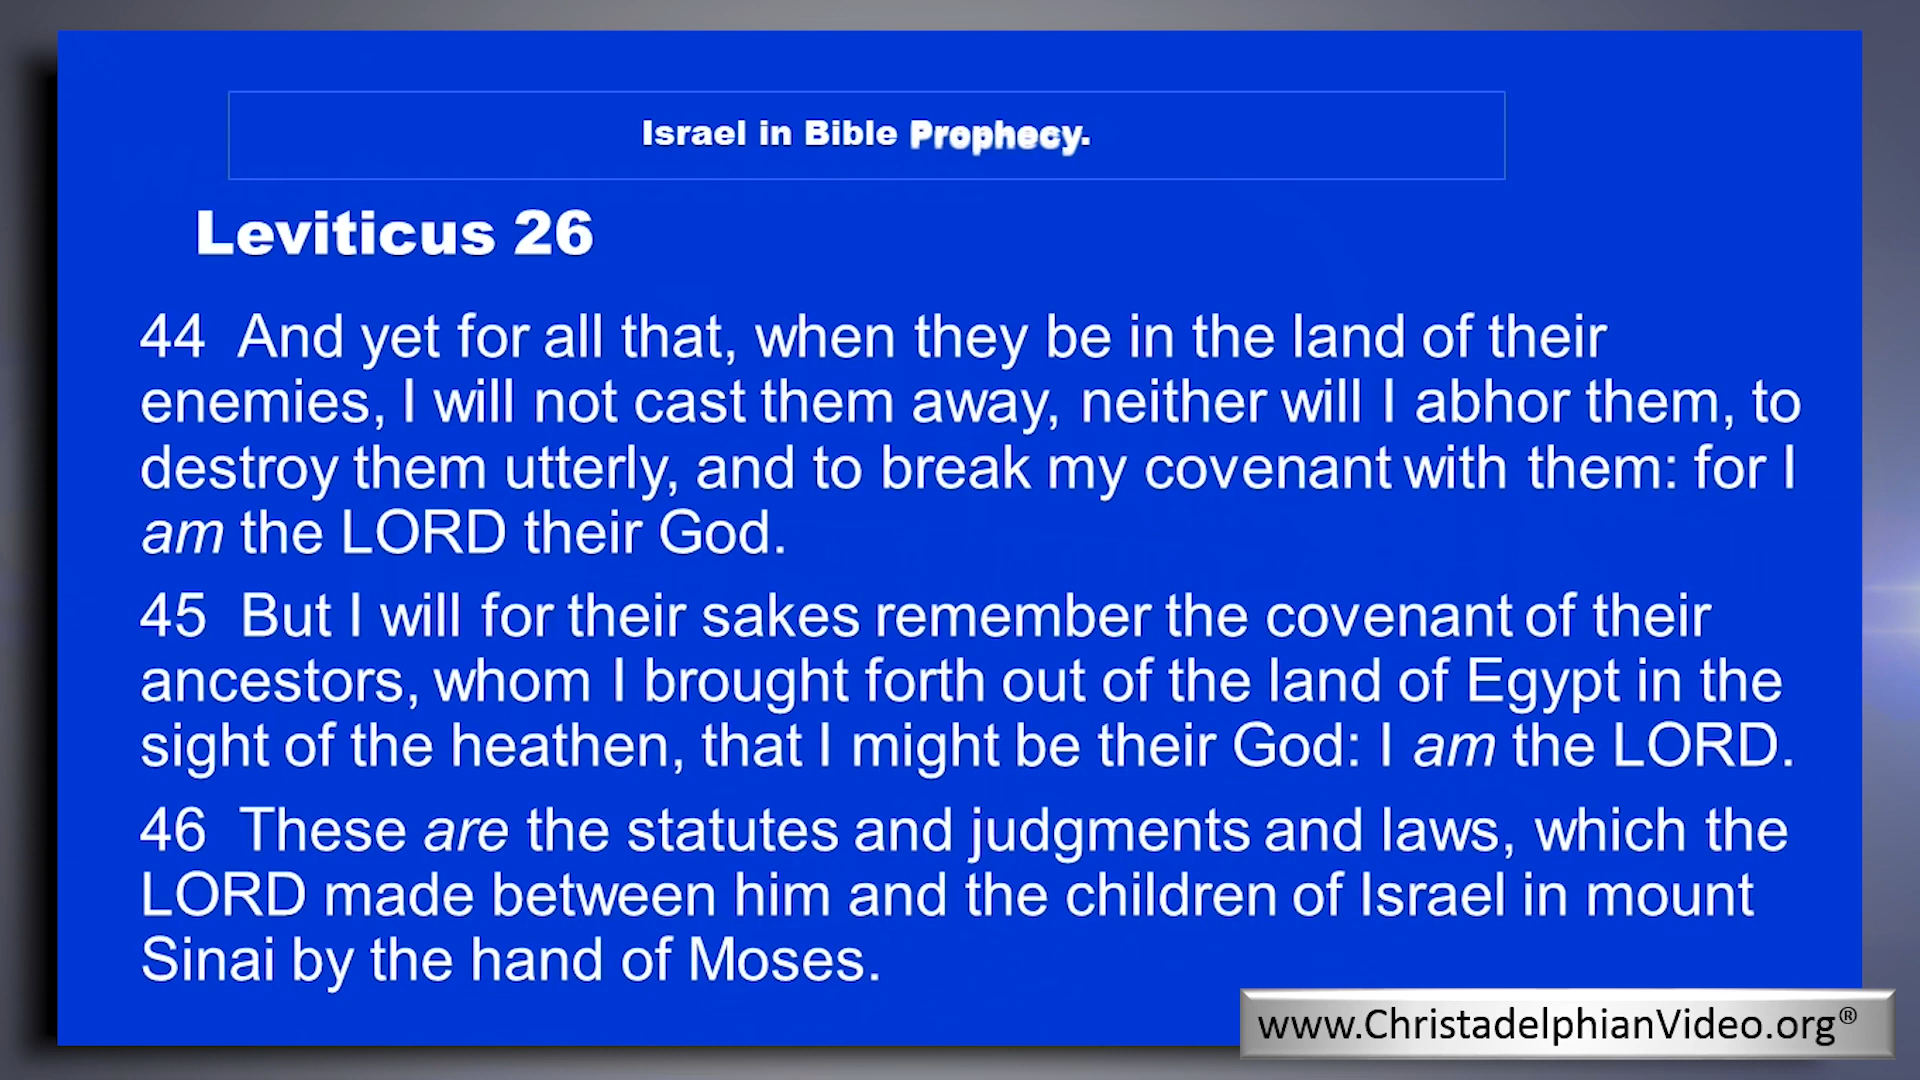 Israel in Bible Prophecy.
Leviticus 26
44 And yet for all that, when they be in the land of their
enemies, I will not cast them away, neither will I abhor them, to
destroy them utterly, and to break my covenant with them: for I
am the LORD their God.
45 But I will for their sakes remember the covenant of their
ancestors, whom I brought forth out of the land of Egypt in the
sight of the heathen, that I might be their God: I am the LORD.
46 These are the statutes and judgments and laws, which the
LORD made between him and the children of Israel in mount
Sinai by the hand of Moses.
www.ChristadelphianVideo.org®